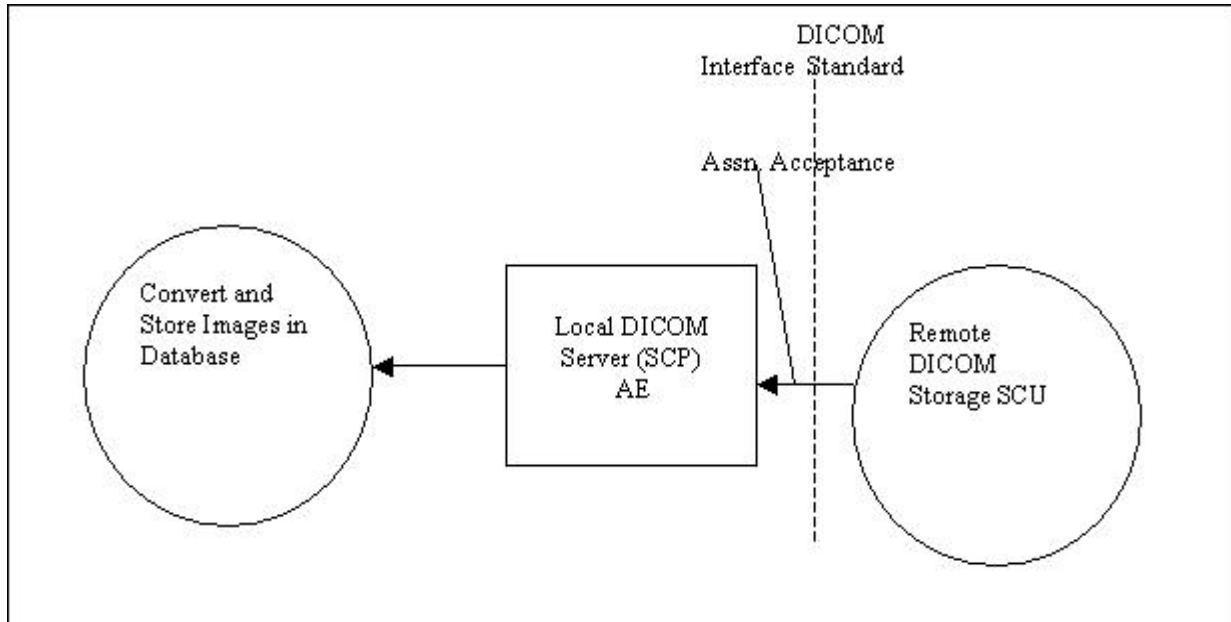 DICOM
Interface Standard
Assn. Acceptance
Convert and
Store Images in
Database
Local DICOM
Server (SCP)
AE
Remote
DICOM
Storage SCU